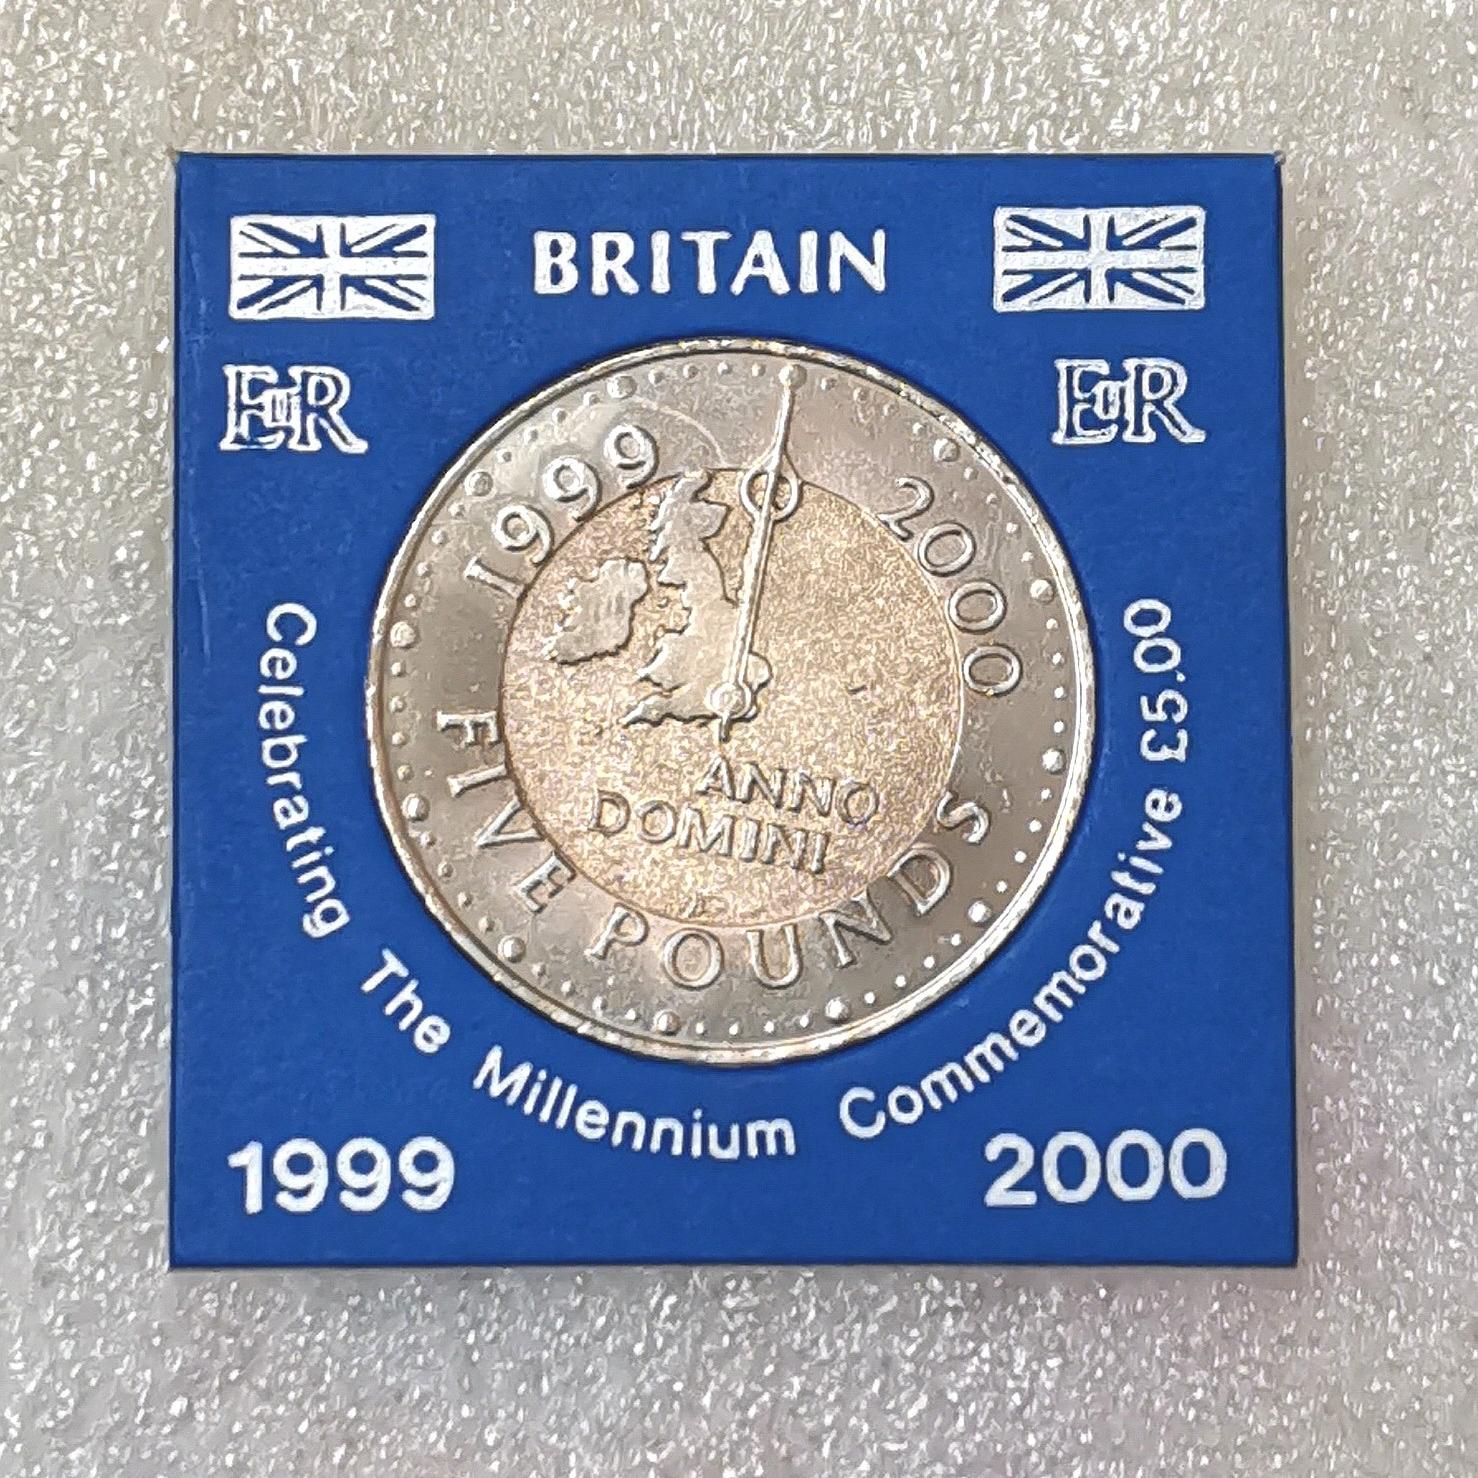 BRITAIN
EIIR
EIIR
1999
2000
FIVE POUNDS
ANNO
DOMINI
Celebrating The Millennium Commemorative £5.00
1999
2000